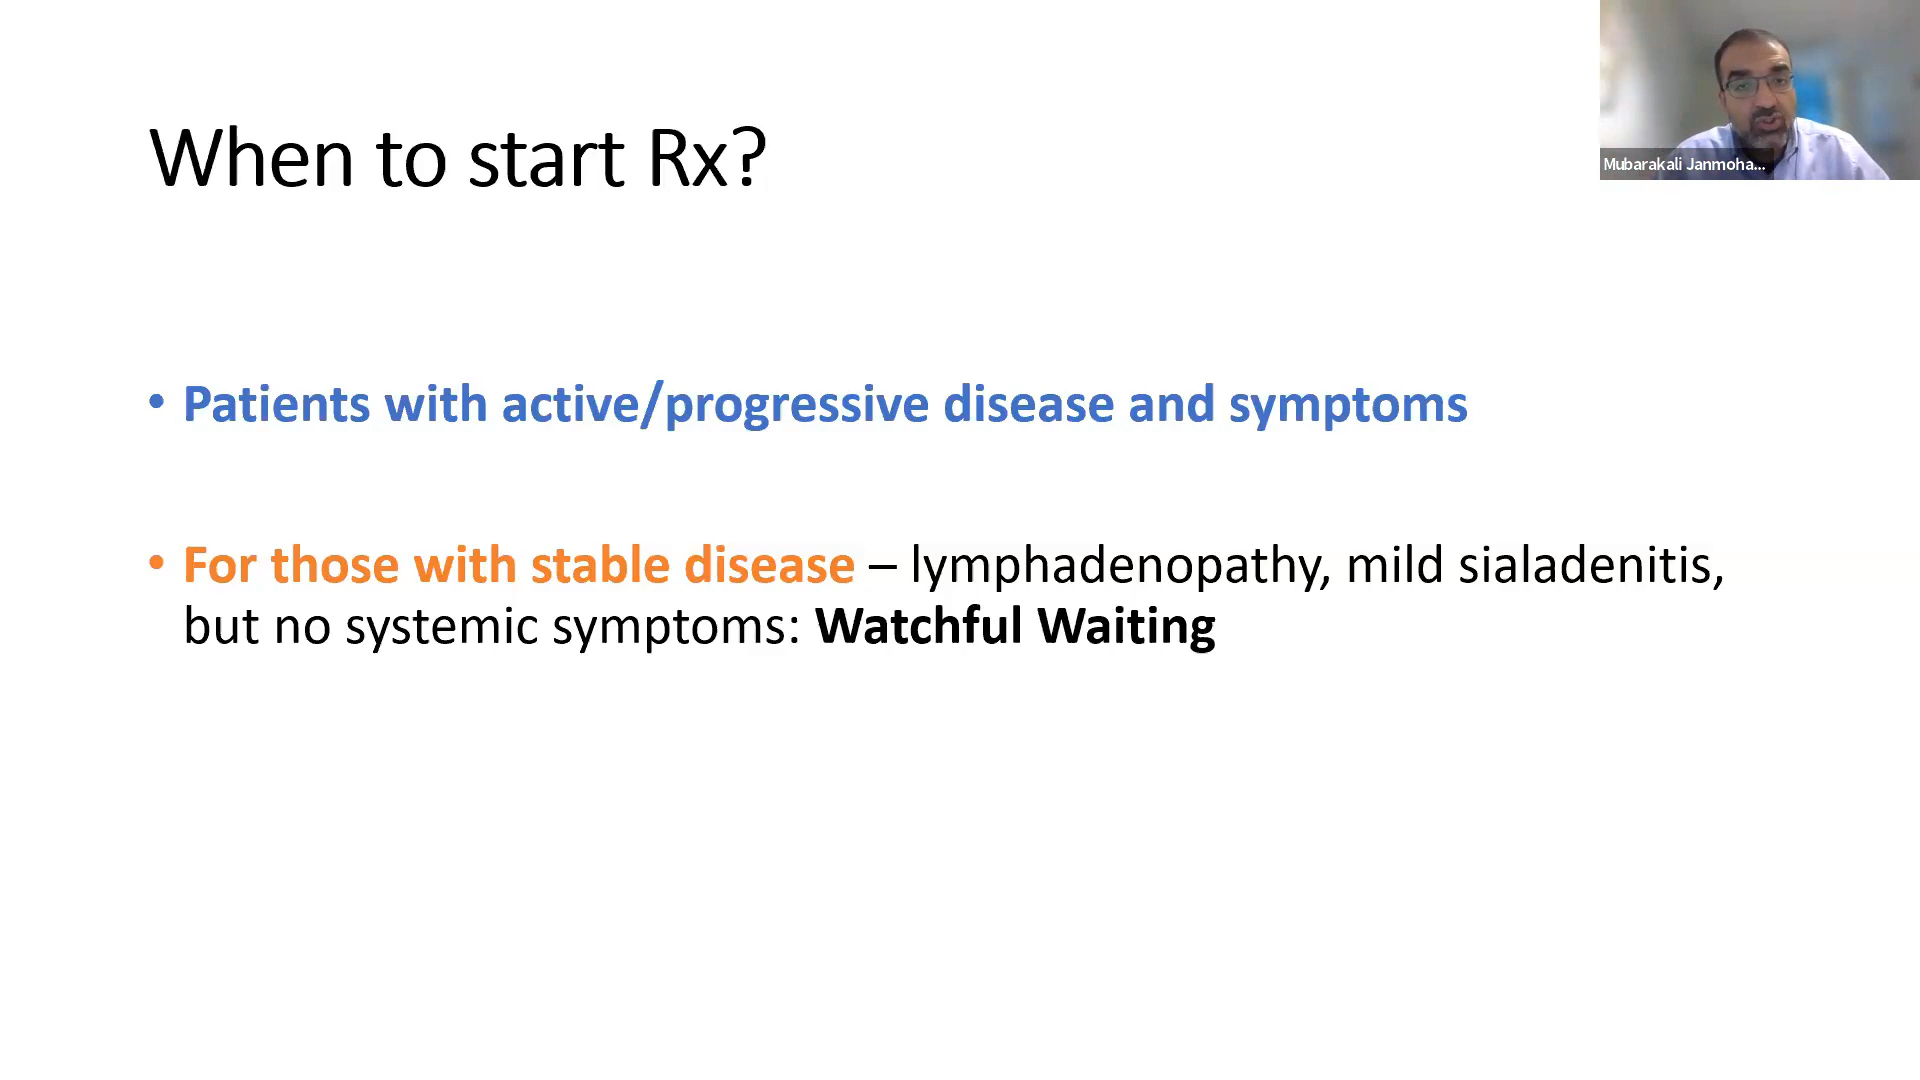 When to start Rx?
Mubarakali Janmoha...
• Patients with active/progressive disease and symptoms
• For those with stable disease – lymphadenopathy, mild sialadenitis,
but no systemic symptoms: Watchful Waiting